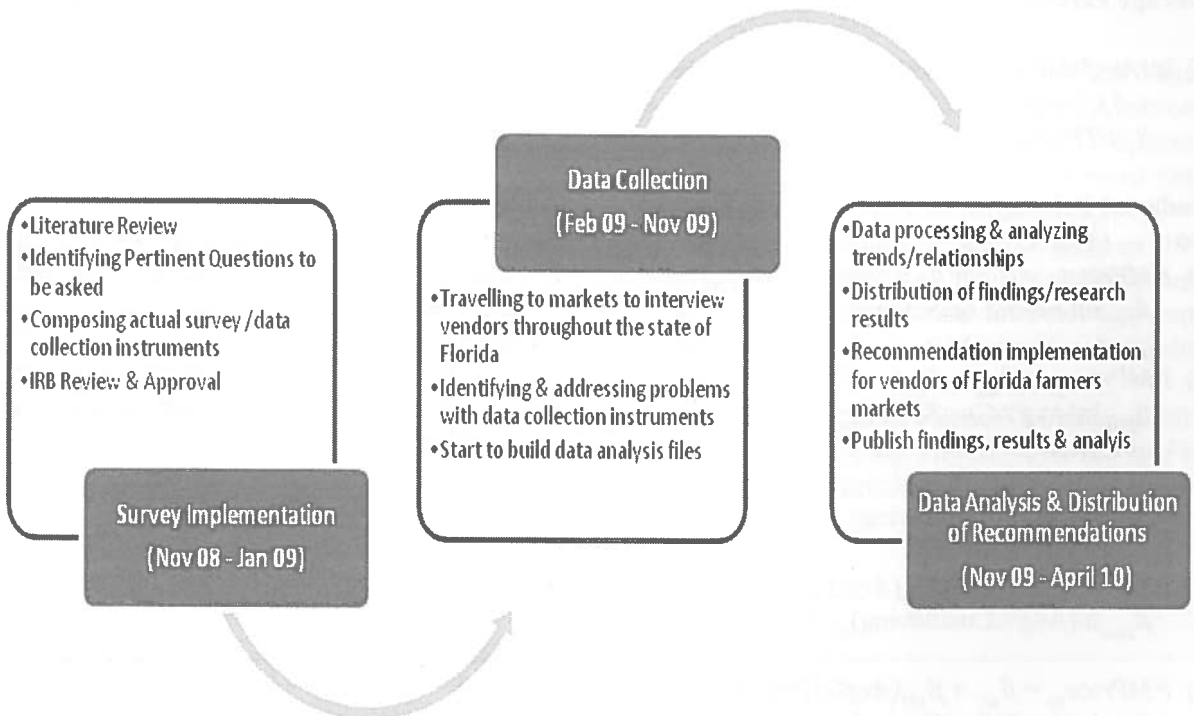 •Literature Review
•Identifying Pertinent Questions to
be asked
•Composing actual survey /data
collection instruments
•IRB Review & Approval
Survey Implementation
(Nov 08 - Jan 09)
Data Collection
(Feb 09 - Nov 09)
•Travelling to markets to interview
vendors throughout the state of
Florida
•Identifying & addressing problems
with data collection instruments
•Start to build data analysis files
•Data processing & analyzing
trends/relationships
•Distribution of findings/research
results
•Recommendation implementation
for vendors of Florida farmers
markets
•Publish findings, results & analyis
Data Analysis & Distribution
of Recommendations
(Nov 09 - April 10)